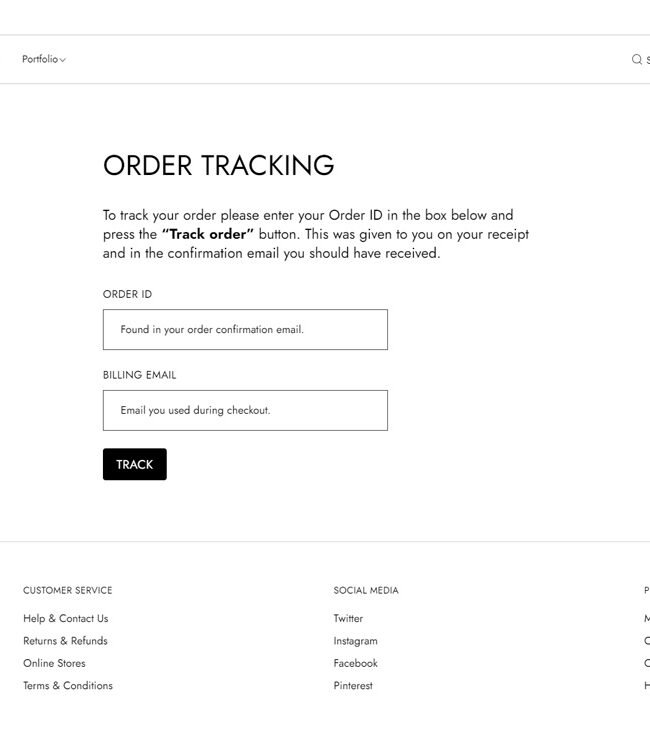 Portfolio
ORDER TRACKING
To track your order please enter your Order ID in the box below and
press the “Track order” button. This was given to you on your receipt
and in the confirmation email you should have received.
ORDER ID
Found in your order confirmation email.
BILLING EMAIL
Email you used during checkout.
TRACK
CUSTOMER SERVICE
Help & Contact Us
Returns & Refunds
Online Stores
Terms & Conditions
SOCIAL MEDIA
Twitter
Instagram
Facebook
Pinterest